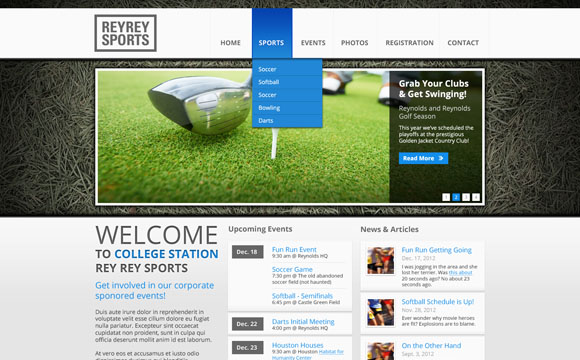 REYREY
SPORTS
HOME
SPORTS
EVENTS
PHOTOS
REGISTRATION
CONTACT
Soccer
Softball
Soccer
Bowling
Darts
Grab Your Clubs
& Get Swinging!
Reynolds and Reynolds
Golf Season
This year we've scheduled the
playoffs at the prestigious
Golden Jacket Country Club!
Read More
1 2 3 4
WELCOME
TO COLLEGE STATION
REY REY SPORTS
Get involved in our corporate
sponored events!
Duis aute irure dolor in reprehenderit in
voluptate velit esse cillum dolore eu fugiat
nulla pariatur. Excepteur sint occaecat
cupidatat non proident, sunt in culpa qui
officia deserunt mollit anim id est laborum.
At vero eos et accusamus et iusto odio
Upcoming Events
Dec. 18
Fun Run Event
9:30 am @ Reynolds HQ
Soccer Game
7:30 pm @ The old abandoned
soccer field (not haunted)
Softball - Semifinals
6:45 pm @ Castle Green Field
Dec. 22
Darts Initial Meeting
4:00 pm @ Reynolds HQ
Dec. 23
Houston Houses
9:30 am @ Houston Habitat for
Humanity Center
News & Articles
Fun Run Getting Going
Dec. 17, 2012
I was jogging in the area and she
lost her terrier. Was this about
20 seconds ago? No about 23
seconds ago.
Softball Schedule is Up!
Nov. 28, 2012
Ever wonder why movie heroes
are fit? Explosions are to blame.
On the Other Hand
Sept. 3, 2012